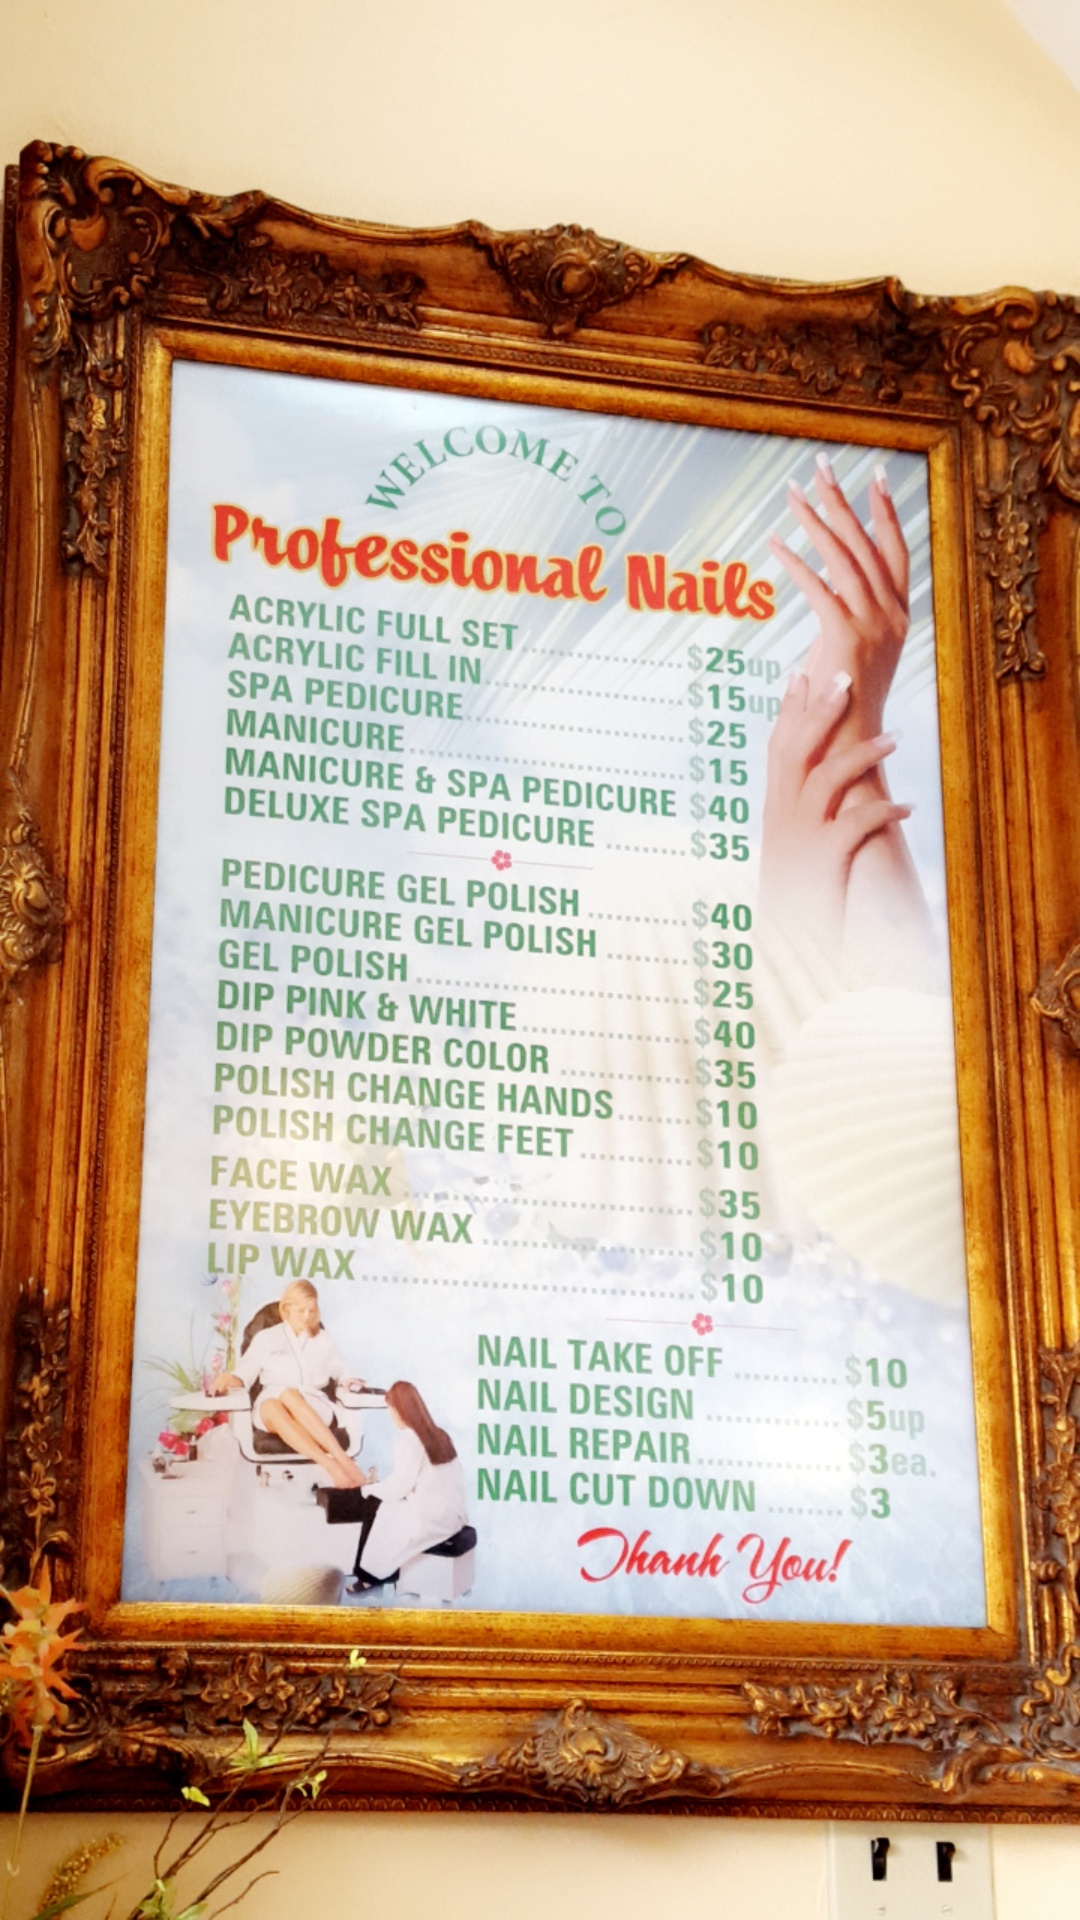 WELCOME TO
Professional Nails
ACRYLIC FULL SET.................$25up
ACRYLIC FILL IN.....................$15up
SPA PEDICURE.......................$25
MANICURE.............................$15
MANICURE & SPA PEDICURE $40
DELUXE SPA PEDICURE .........$35
PEDICURE GEL POLISH ...........$40
MANICURE GEL POLISH .........$30
GEL POLISH .............................$25
DIP PINK & WHITE..................$40
DIP POWDER COLOR ..............$35
POLISH CHANGE HANDS........$10
POLISH CHANGE FEET ............$10
FACE WAX ...............................$35
EYEBROW WAX ......................$10
LIP WAX...................................$10
NAIL TAKE OFF ...........$10
NAIL DESIGN ..............$5up
NAIL REPAIR...............$3ea.
NAIL CUT DOWN ........$3
Thank You!